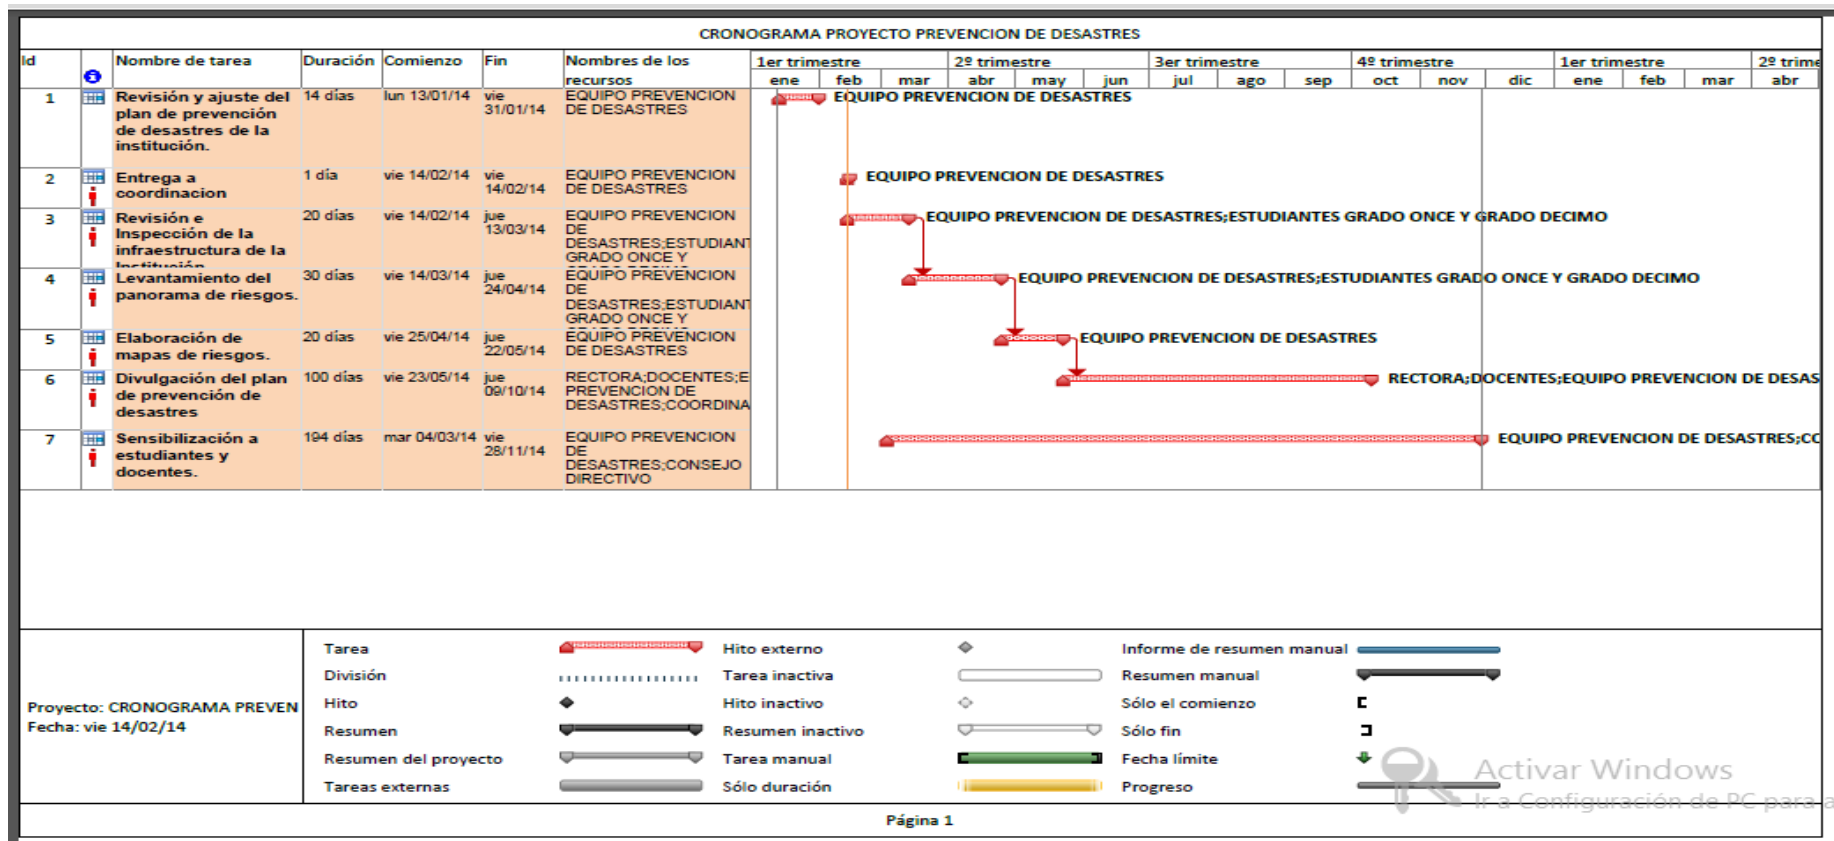 CRONOGRAMA PROYECTO PREVENCION DE DESASTRES
Id Nombre de tarea Duración Comienzo Fin Nombres de los recursos
1er trimestre 2º trimestre 3er trimestre 4º trimestre 1er trimestre 2º trime
ene feb mar abr may jun jul ago sep oct nov dic ene feb mar abr
1 Revisión y ajuste del 14 días lun 13/01/14 vie EQUIPO PREVENCION EQUIPO PREVENCION DE DESASTRES
plan de prevención 31/01/14 DE DESASTRES
de desastres de la
institución.
2 Entrega a 1 día vie 14/02/14 vie EQUIPO PREVENCION EQUIPO PREVENCION DE DESASTRES
coordinacion 14/02/14 DE DESASTRES
3 Revisión e 20 días vie 14/02/14 jue EQUIPO PREVENCION EQUIPO PREVENCION DE DESASTRES;ESTUDIANTES GRADO ONCE Y GRADO DECIMO
Inspección de la 13/03/14 DE
infraestructura de la DESASTRES;ESTUDIANT
Institución GRADO ONCE Y
4 Levantamiento del 30 días vie 14/03/14 jue EQUIPO PREVENCION EQUIPO PREVENCION DE DESASTRES;ESTUDIANTES GRADO ONCE Y GRADO DECIMO
panorama de riesgos. 24/04/14 DE
DESASTRES;ESTUDIANT
GRADO ONCE Y
5 Elaboración de 20 días vie 25/04/14 jue EQUIPO PREVENCION EQUIPO PREVENCION DE DESASTRES
mapas de riesgos. 22/05/14 DE DESASTRES
6 Divulgación del plan 100 días vie 23/05/14 jue RECTORA;DOCENTES;E RECTORA;DOCENTES;EQUIPO PREVENCION DE DESAS
de prevención de 09/10/14 PREVENCION DE
desastres DESASTRES;COORDINA
7 Sensibilización a 194 días mar 04/03/14 vie EQUIPO PREVENCION EQUIPO PREVENCION DE DESASTRES;CO
estudiantes y 28/11/14 DE
docentes. DESASTRES;CONSEJO
DIRECTIVO
Proyecto: CRONOGRAMA PREVEN
Fecha: vie 14/02/14
Tarea Hito externo Informe de resumen manual
División Tarea inactiva Resumen manual
Hito Hito inactivo Sólo el comienzo
Resumen Resumen inactivo Sólo fin
Resumen del proyecto Tarea manual Fecha límite
Tareas externas Sólo duración Progreso
Activar Windows
Ir a Configuración de PC para a
Página 1